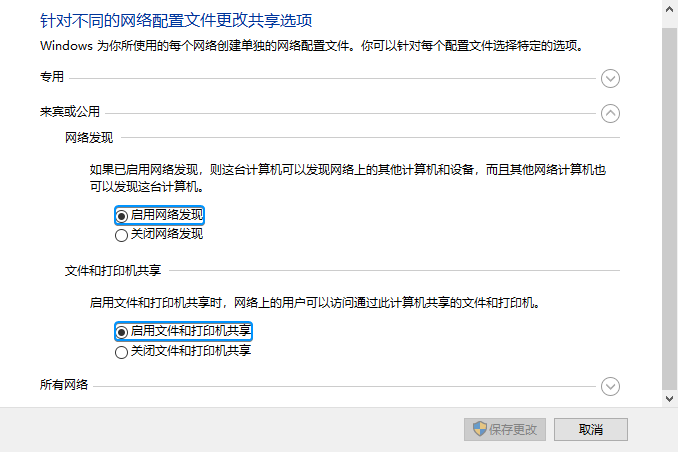 针对不同的网络配置文件更改共享选项
Windows 为你所使用的每个网络创建单独的网络配置文件。你可以针对每个配置文件选择特定的选项。
专用
来宾或公用
网络发现
如果已启用网络发现，则这台计算机可以发现网络上的其他计算机和设备，而且其他网络计算机也
可以发现这台计算机。
启用网络发现
关闭网络发现
文件和打印机共享
启用文件和打印机共享时，网络上的用户可以访问通过此计算机共享的文件和打印机。
启用文件和打印机共享
关闭文件和打印机共享
所有网络
保存更改
取消